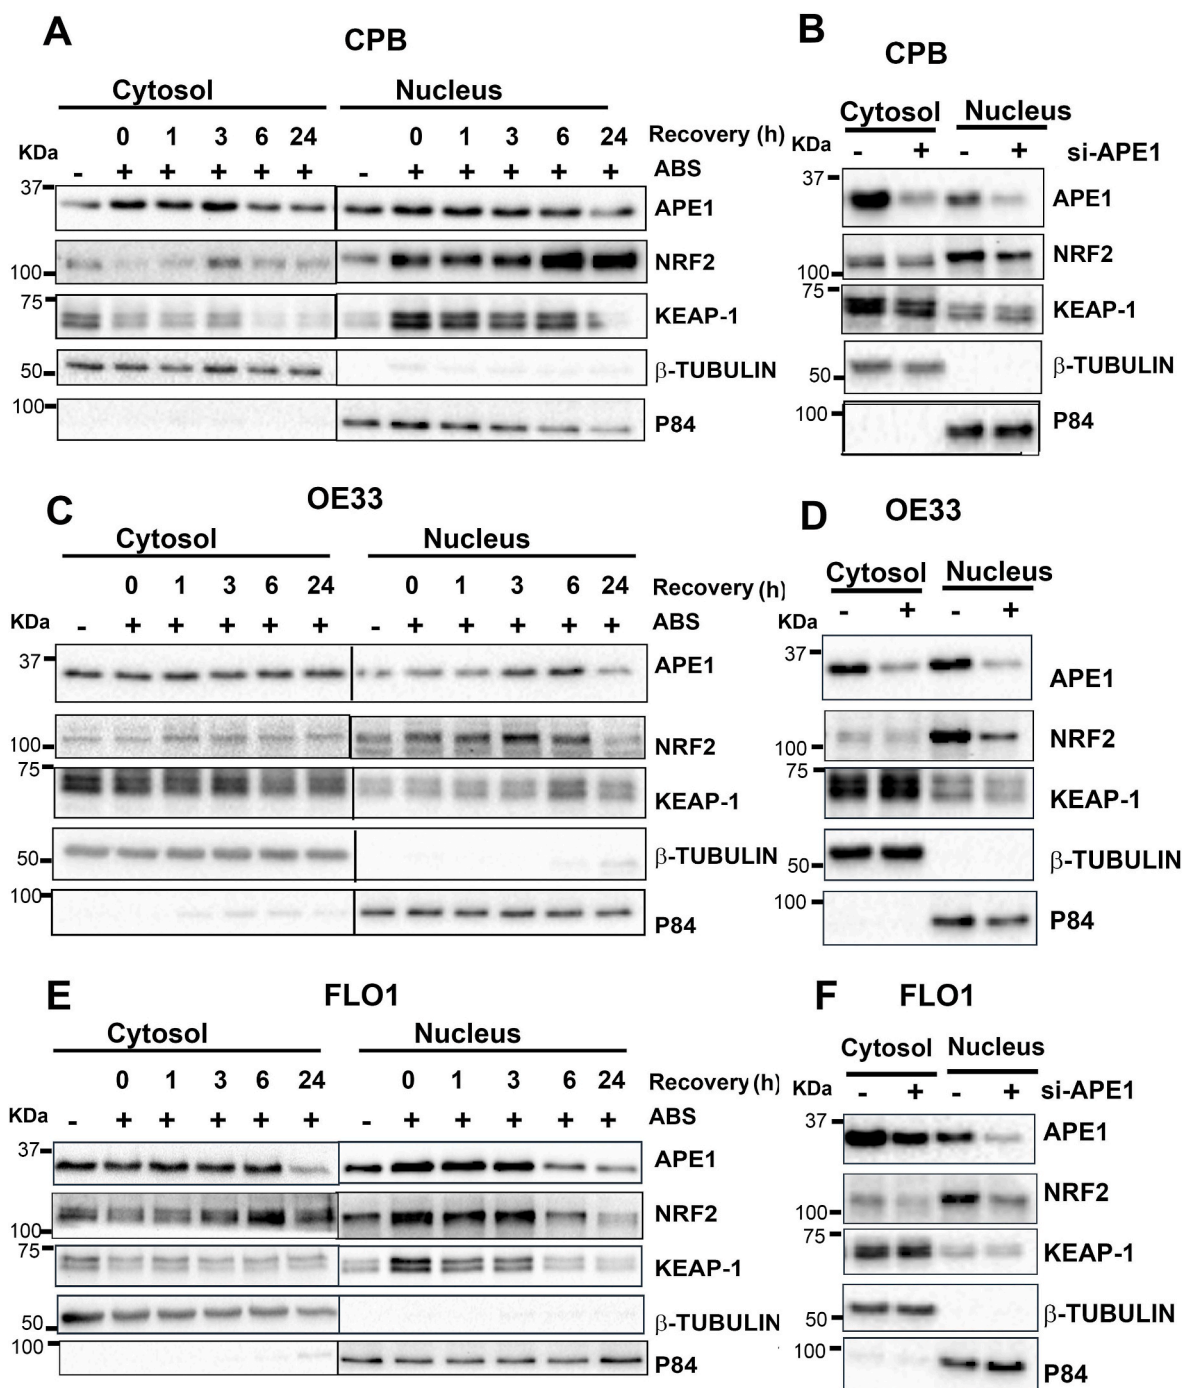 A
CPB
Cytosol Nucleus
0 1 3 6 24 0 1 3 6 24 Recovery (h)
KDa - + + + + + - + + + + + ABS
37 APE1
100 NRF2
75 KEAP-1
50 β-TUBULIN
100 P84
B
CPB
Cytosol Nucleus
KDa - + - + si-APE1
37 APE1
100 NRF2
75 KEAP-1
50 β-TUBULIN
100 P84
C
OE33
Cytosol Nucleus
0 1 3 6 24 0 1 3 6 24 Recovery (h)
KDa - + + + + + - + + + + + ABS
37 APE1
100 NRF2
75 KEAP-1
50 β-TUBULIN
100 P84
D
OE33
Cytosol Nucleus
KDa - + - +
37 APE1
100 NRF2
75 KEAP-1
50 β-TUBULIN
100 P84
E
FLO1
Cytosol Nucleus
0 1 3 6 24 0 1 3 6 24 Recovery (h)
KDa - + + + + + - + + + + + ABS
37 APE1
100 NRF2
75 KEAP-1
50 β-TUBULIN
100 P84
F
FLO1
Cytosol Nucleus
KDa - + - + si-APE1
37 APE1
100 NRF2
75 KEAP-1
50 β-TUBULIN
100 P84